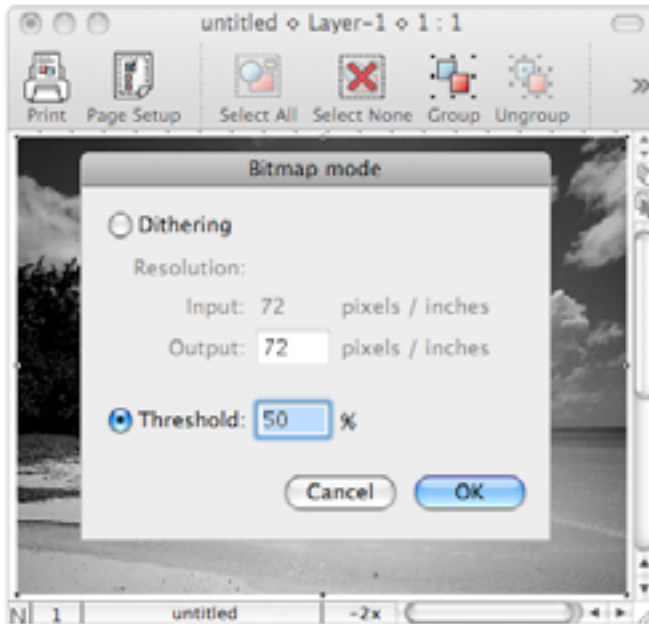 untitled ⋄ Layer-1 ⋄ 1 : 1
Print Page Setup Select All Select None Group Ungroup »
Bitmap mode
Dithering
Resolution:
Input: 72 pixels / inches
Output: 72 pixels / inches
Threshold: 50 %
Cancel OK
N 1 untitled -2x